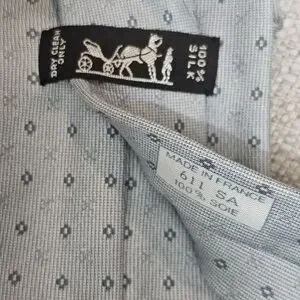 DRY CLEAN
ONLY
100%
SILK
MADE IN FRANCE
611 SA
100% SOIE